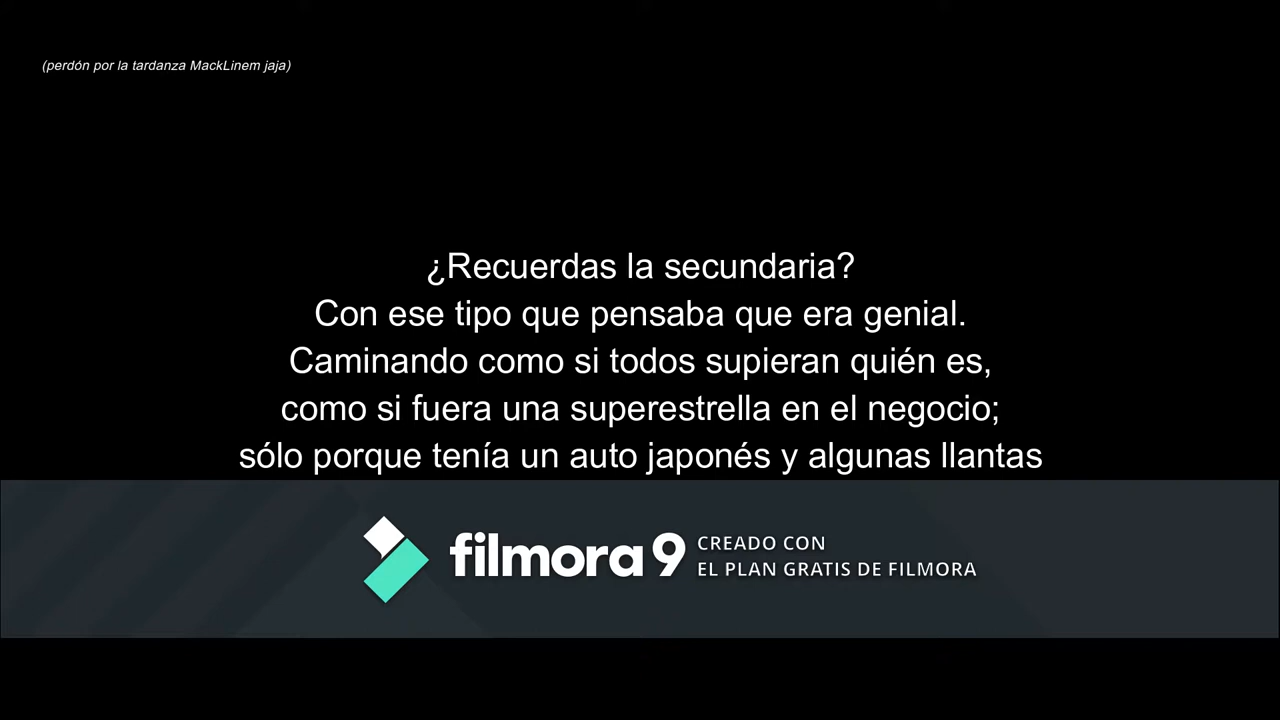 (perdón por la tardanza MackLinem jaja)
¿Recuerdas la secundaria?
Con ese tipo que pensaba que era genial.
Caminando como si todos supieran quién es,
como si fuera una superestrella en el negocio;
sólo porque tenía un auto japonés y algunas llantas
filmora 9 CREADO CON
EL PLAN GRATIS DE FILMORA